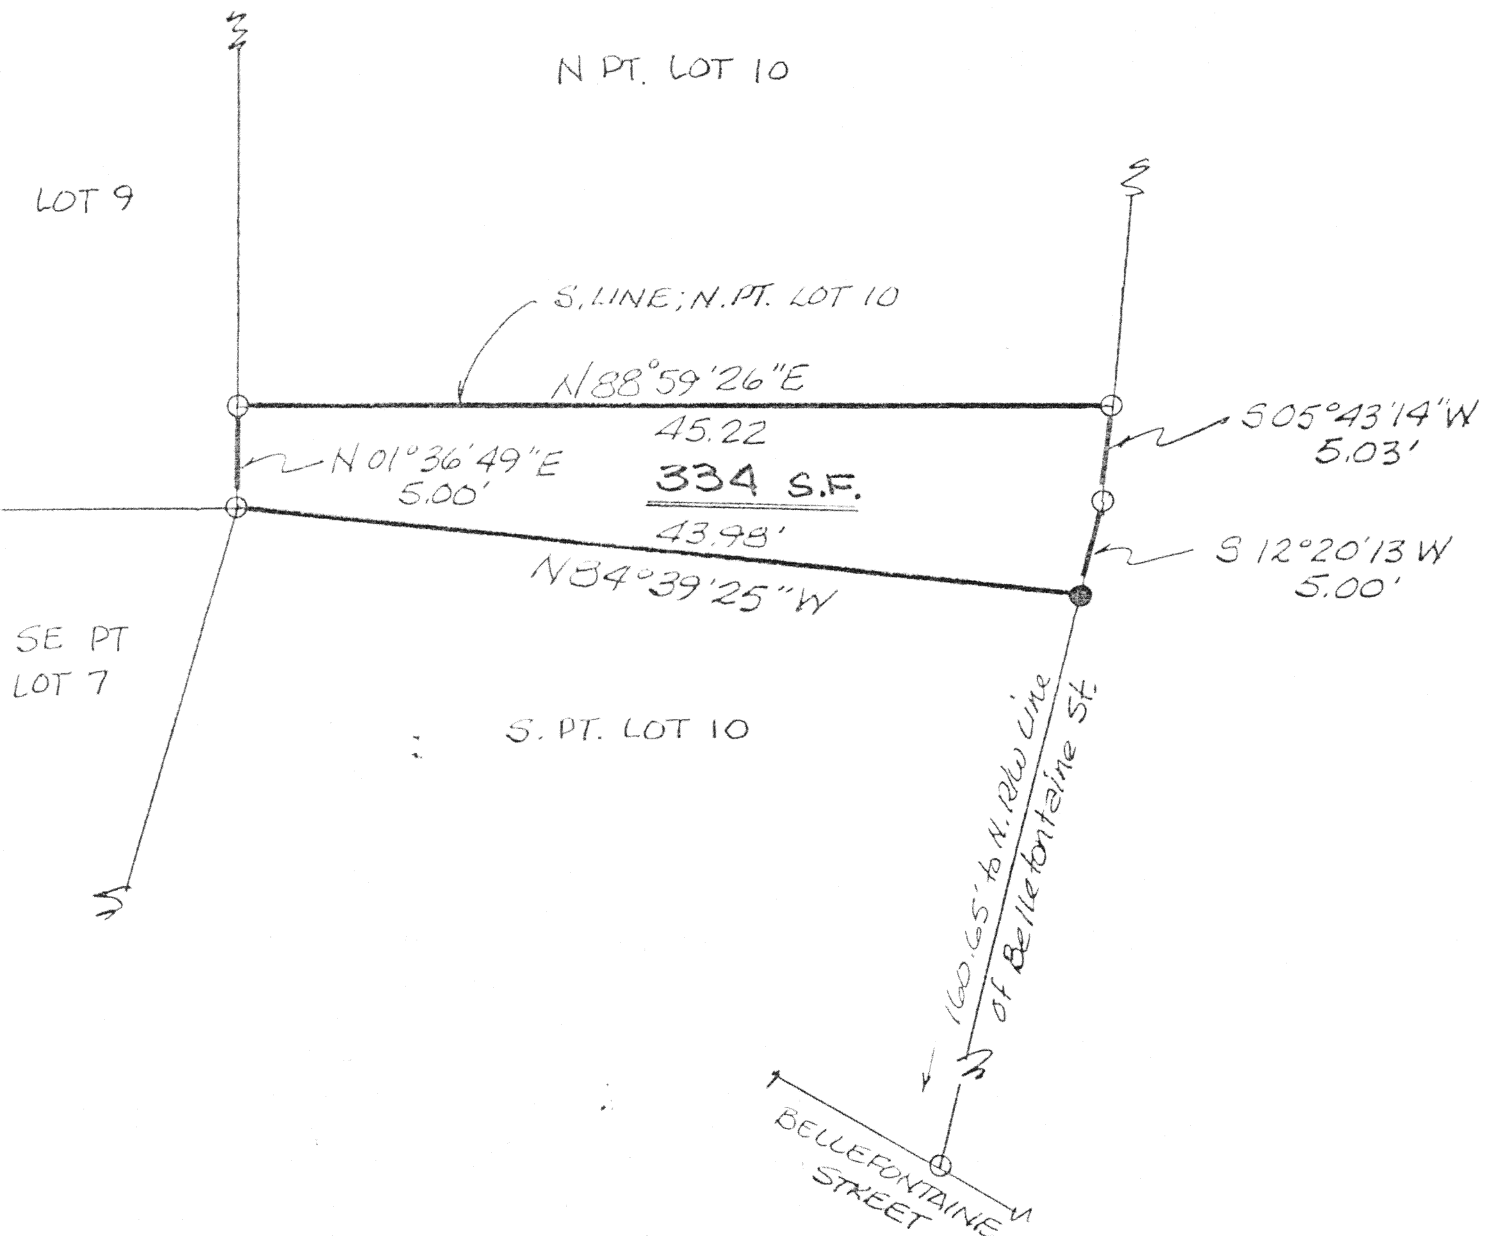 N PT. LOT 10
LOT 9
S. LINE; N. PT. LOT 10
N 88°59'26"E
45.22
S 05°43'14"W
5.03'
N 01°36'49"E
5.00'
334 S.F.
43.98'
N 84°39'25"W
S 12°20'13 W
5.00'
SE PT
LOT 7
S. PT. LOT 10
160.65' to N. R/W Line
of Bellefontaine St.
BELLEFONTAINE
STREET